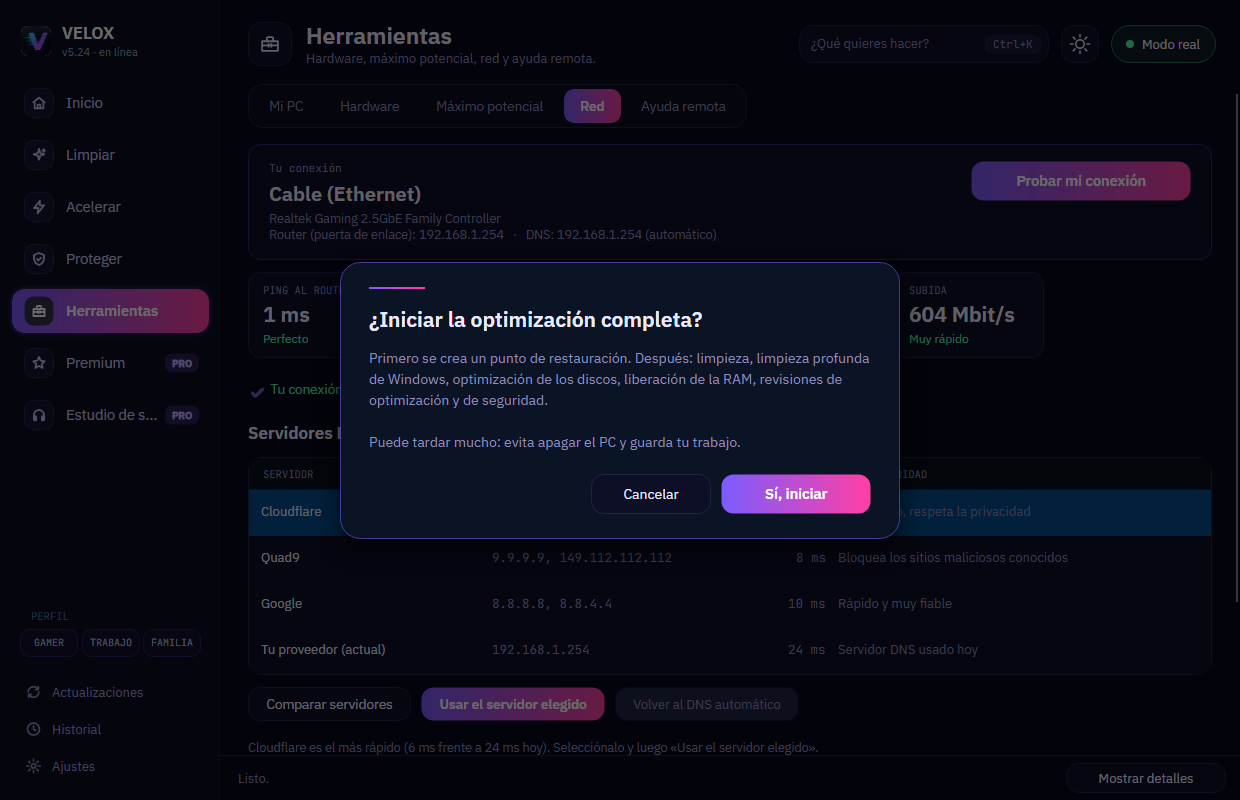 VELOX
v5.24 · en línea
Inicio
Limpiar
Acelerar
Proteger
Herramientas
Premium PRO
Estudio de s... PRO
PERFIL
GAMER TRABAJO FAMILIA
Actualizaciones
Historial
Ajustes
Herramientas
Hardware, máximo potencial, red y ayuda remota.
¿Qué quieres hacer? Ctrl+K
Modo real
Mi PC Hardware Máximo potencial Red Ayuda remota
Tu conexión
Cable (Ethernet)
Realtek Gaming 2.5GbE Family Controller
Router (puerta de enlace): 192.168.1.254 · DNS: 192.168.1.254 (automático)
Probar mi conexión
PING AL
1 ms
Perfecto
SUBIDA
604 Mbit/s
Muy rápido
Tu conexión
Servidores
¿Iniciar la optimización completa?
Primero se crea un punto de restauración. Después: limpieza, limpieza profunda
de Windows, optimización de los discos, liberación de la RAM, revisiones de
optimización y de seguridad.
Puede tardar mucho: evita apagar el PC y guarda tu trabajo.
Cancelar Sí, iniciar
SERVIDOR
Cloudflare respeta la privacidad
Quad9 9.9.9.9, 149.112.112.112 8 ms Bloquea los sitios maliciosos conocidos
Google 8.8.8.8, 8.8.4.4 10 ms Rápido y muy fiable
Tu proveedor (actual) 192.168.1.254 24 ms Servidor DNS usado hoy
Comparar servidores Usar el servidor elegido Volver al DNS automático
Cloudflare es el más rápido (6 ms frente a 24 ms hoy). Selecciónalo y luego «Usar el servidor elegido».
Listo.
Mostrar detalles